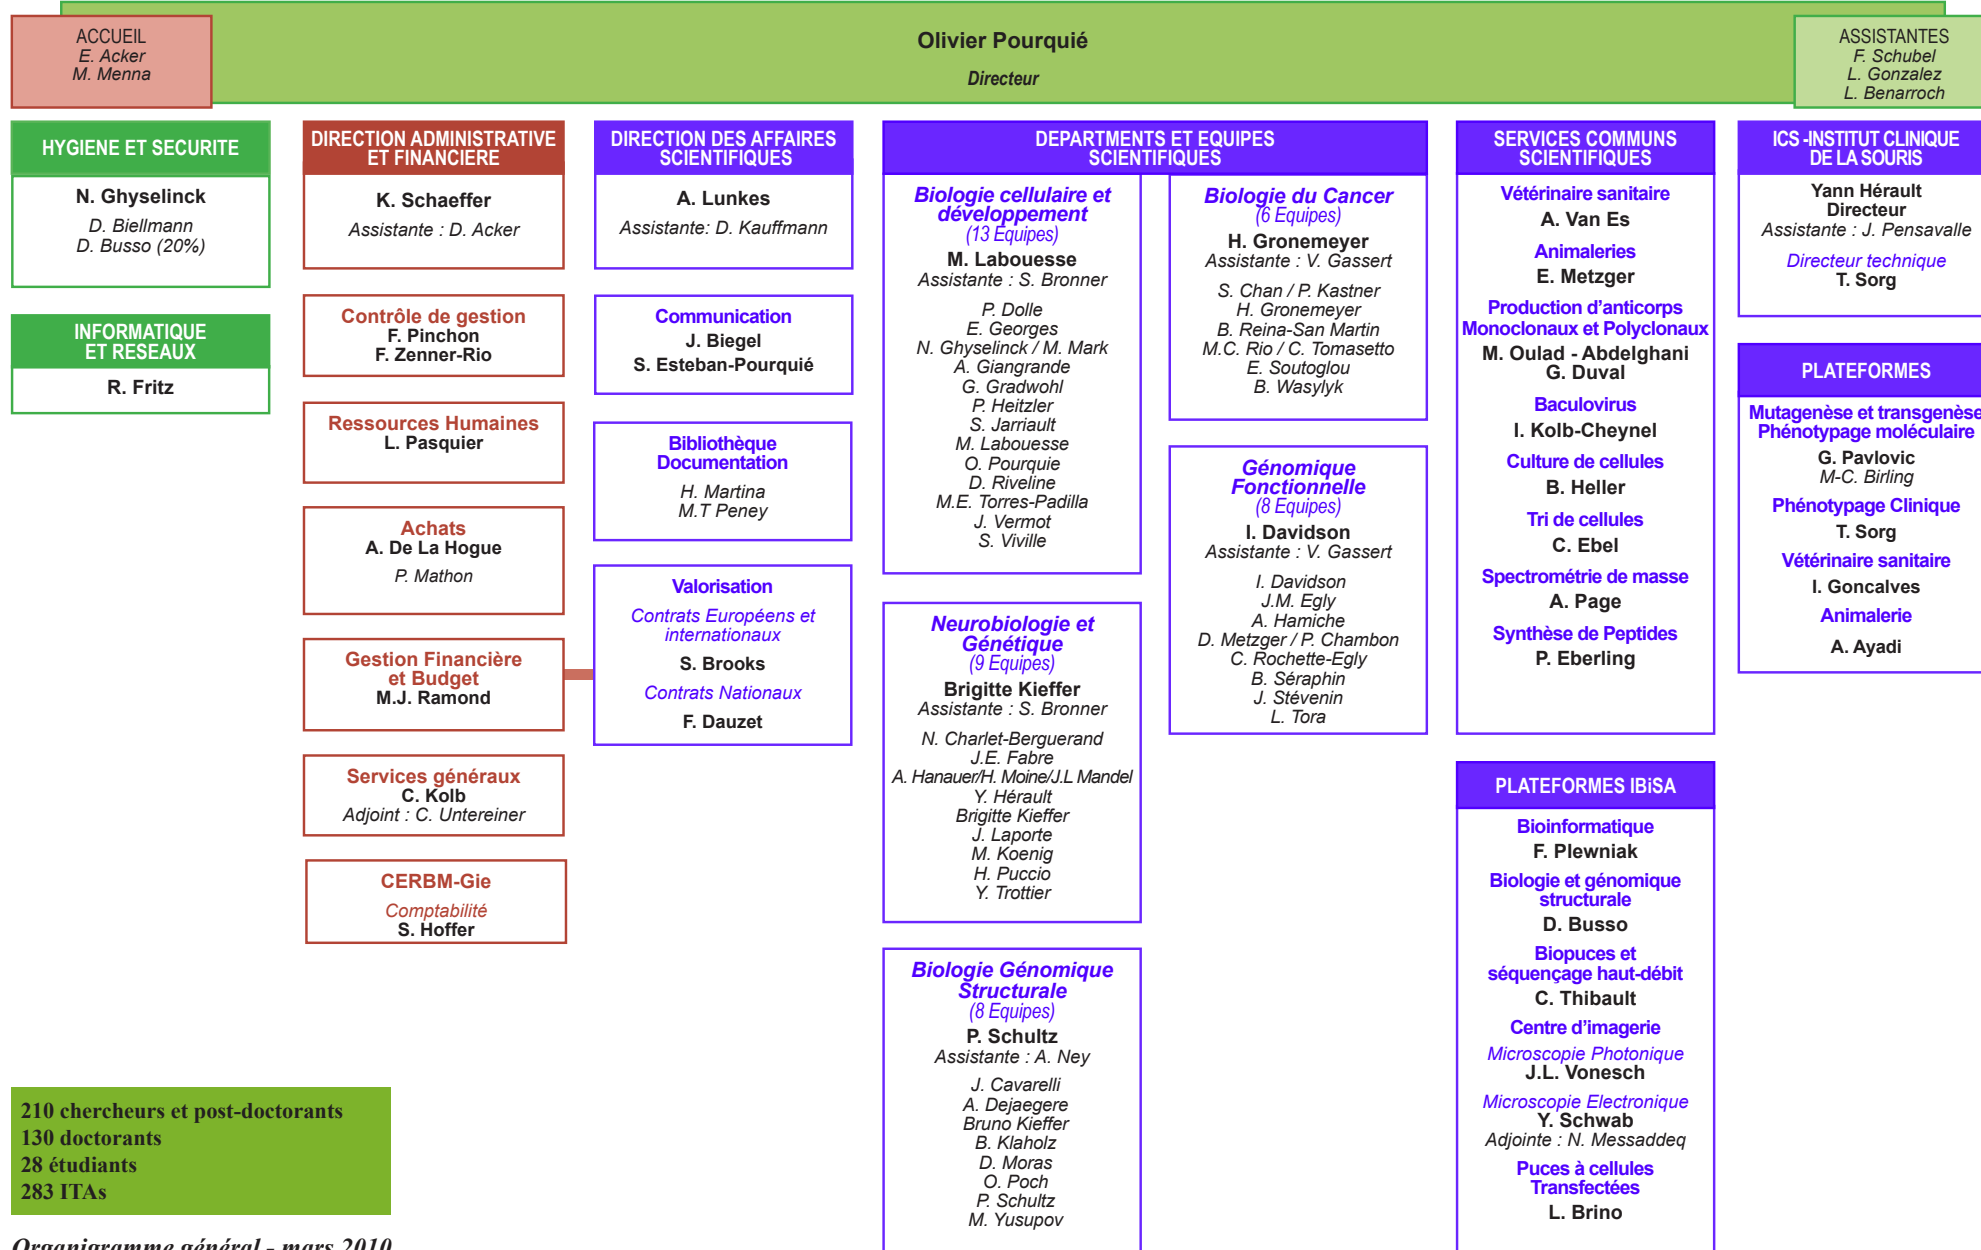 ACCUEIL
E. Acker
M. Menna
Olivier Pourquié
Directeur
ASSISTANTES
F. Schubel
L. Gonzalez
L. Benarroch
HYGIENE ET SECURITE
N. Ghyselinck
D. Biellmann
D. Busso (20%)
INFORMATIQUE
ET RESEAUX
R. Fritz
DIRECTION ADMINISTRATIVE
ET FINANCIERE
K. Schaeffer
Assistante : D. Acker
Contrôle de gestion
F. Pinchon
F. Zenner-Rio
Ressources Humaines
L. Pasquier
Achats
A. De La Hogue
P. Mathon
Gestion Financière
et Budget
M.J. Ramond
Services généraux
C. Kolb
Adjoint : C. Untereiner
CERBM-Gie
Comptabilité
S. Hoffer
DIRECTION DES AFFAIRES
SCIENTIFIQUES
A. Lunkes
Assistante: D. Kauffmann
Communication
J. Biegel
S. Esteban-Pourquié
Bibliothèque
Documentation
H. Martina
M.T Peney
Valorisation
Contrats Européens et
internationaux
S. Brooks
Contrats Nationaux
F. Dauzet
DEPARTMENTS ET EQUIPES
SCIENTIFIQUES
Biologie cellulaire et
développement
(13 Equipes)
M. Labouesse
Assistante : S. Bronner
P. Dolle
E. Georges
N. Ghyselinck / M. Mark
A. Giangrande
G. Gradwohl
P. Heitzler
S. Jarriault
M. Labouesse
O. Pourquie
D. Riveline
M.E. Torres-Padilla
J. Vermot
S. Viville
Neurobiologie et
Génétique
(9 Equipes)
Brigitte Kieffer
Assistante : S. Bronner
N. Charlet-Berguerand
J.E. Fabre
A. Hanauer/H. Moine/J.L Mandel
Y. Hérault
Brigitte Kieffer
J. Laporte
M. Koenig
H. Puccio
Y. Trottier
Biologie Génomique
Structurale
(8 Equipes)
P. Schultz
Assistante : A. Ney
J. Cavarelli
A. Dejaegere
Bruno Kieffer
B. Klaholz
D. Moras
O. Poch
P. Schultz
M. Yusupov
Biologie du Cancer
(6 Equipes)
H. Gronemeyer
Assistante : V. Gassert
S. Chan / P. Kastner
H. Gronemeyer
B. Reina-San Martin
M.C. Rio / C. Tomasetto
E. Soutoglou
B. Wasylyk
Génomique
Fonctionnelle
(8 Equipes)
I. Davidson
Assistante : V. Gassert
I. Davidson
J.M. Egly
A. Hamiche
D. Metzger / P. Chambon
C. Rochette-Egly
B. Séraphin
J. Stévenin
L. Tora
SERVICES COMMUNS
SCIENTIFIQUES
Vétérinaire sanitaire
A. Van Es
Animaleries
E. Metzger
Production d'anticorps
Monoclonaux et Polyclonaux
M. Oulad - Abdelghani
G. Duval
Baculovirus
I. Kolb-Cheynel
Culture de cellules
B. Heller
Tri de cellules
C. Ebel
Spectrométrie de masse
A. Page
Synthèse de Peptides
P. Eberling
PLATEFORMES IBiSA
Bioinformatique
F. Plewniak
Biologie et génomique
structurale
D. Busso
Biopuces et
séquençage haut-débit
C. Thibault
Centre d'imagerie
Microscopie Photonique
J.L. Vonesch
Microscopie Electronique
Y. Schwab
Adjointe : N. Messaddeq
Puces à cellules
Transfectées
L. Brino
ICS -INSTITUT CLINIQUE
DE LA SOURIS
Yann Hérault
Directeur
Assistante : J. Pensavalle
Directeur technique
T. Sorg
PLATEFORMES
Mutagenèse et transgenèse
Phénotypage moléculaire
G. Pavlovic
M-C. Birling
Phénotypage Clinique
T. Sorg
Vétérinaire sanitaire
I. Goncalves
Animalerie
A. Ayadi
210 chercheurs et post-doctorants
130 doctorants
28 étudiants
283 ITAs
Organigramme général - mars 2010